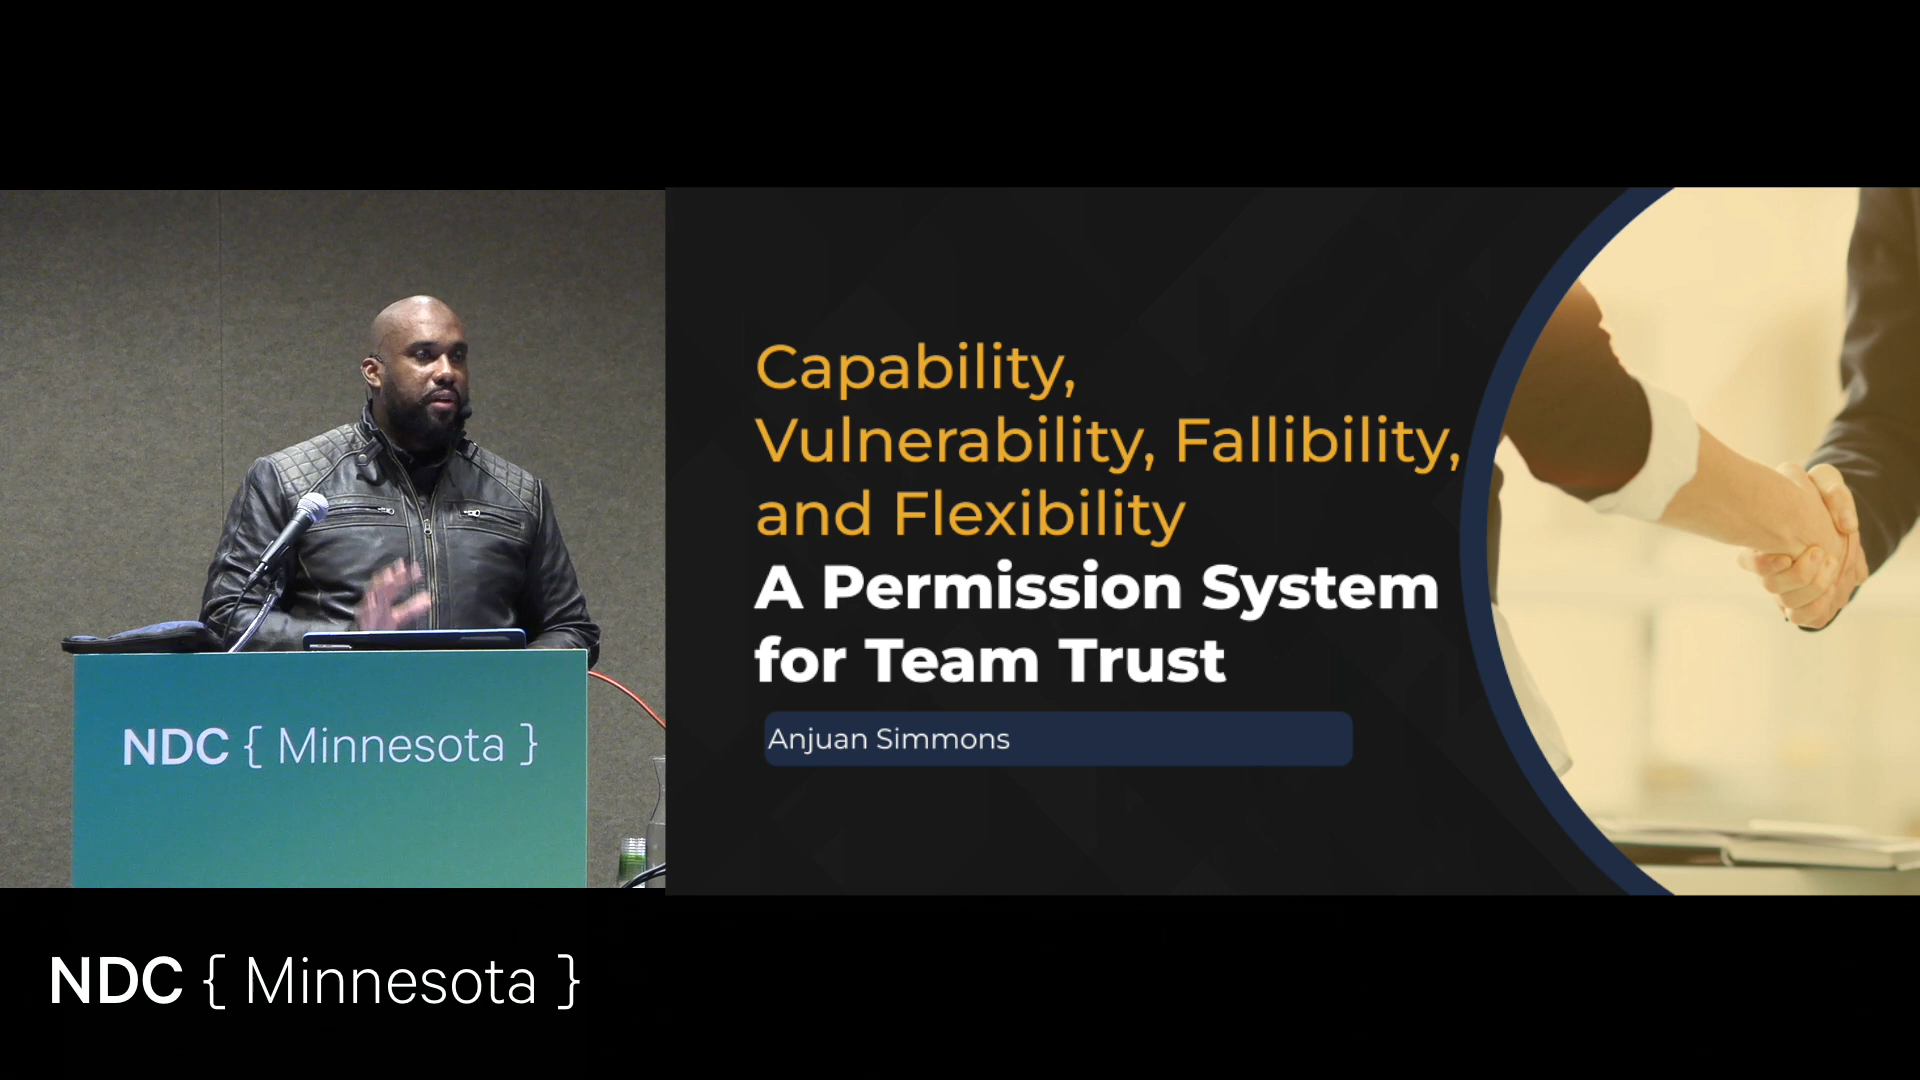 Capability,
Vulnerability, Fallibility,
and Flexibility
A Permission System
for Team Trust
Anjuan Simmons
NDC { Minnesota }
NDC { Minnesota }